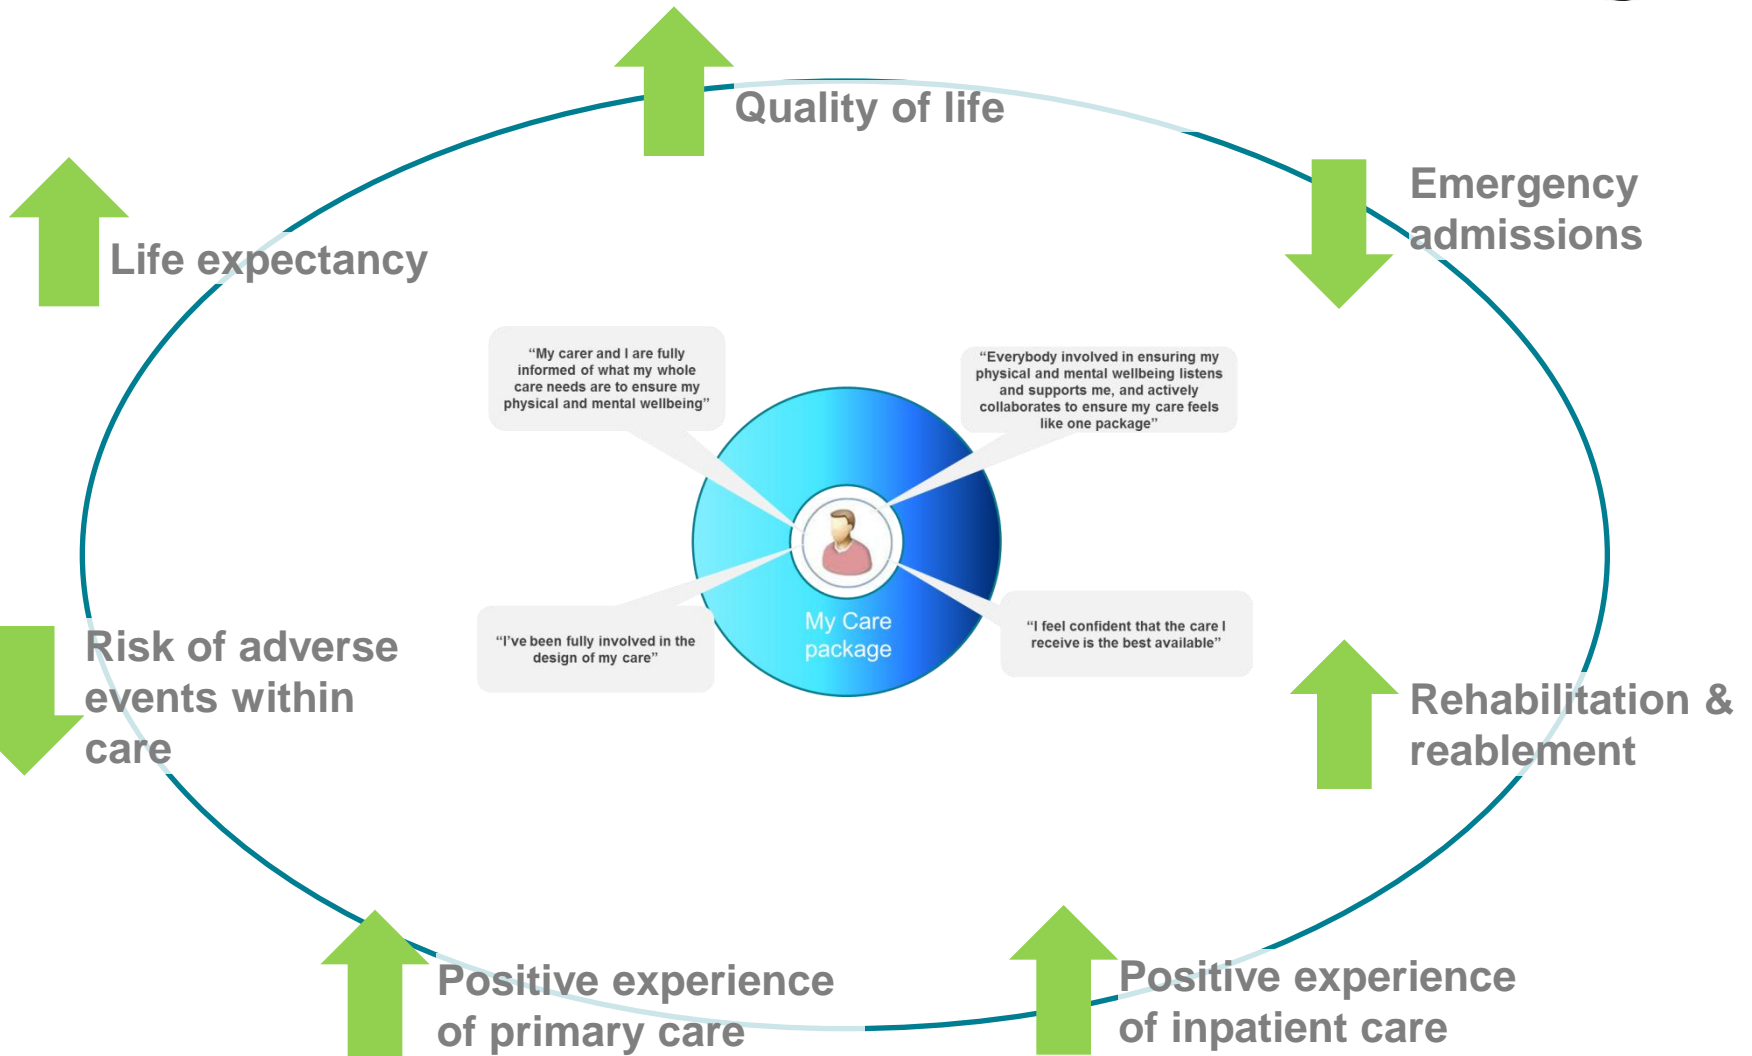 Quality of life
Emergency
admissions
Life expectancy
“My carer and I are fully
informed of what my whole
care needs are to ensure my
physical and mental wellbeing”
“Everybody involved in ensuring my
physical and mental wellbeing listens
and supports me, and actively
collaborates to ensure my care feels
like one package”
My Care
package
“I’ve been fully involved in the
design of my care”
“I feel confident that the care I
receive is the best available”
Risk of adverse
events within
care
Rehabilitation &
reablement
Positive experience
of primary care
Positive experience
of inpatient care